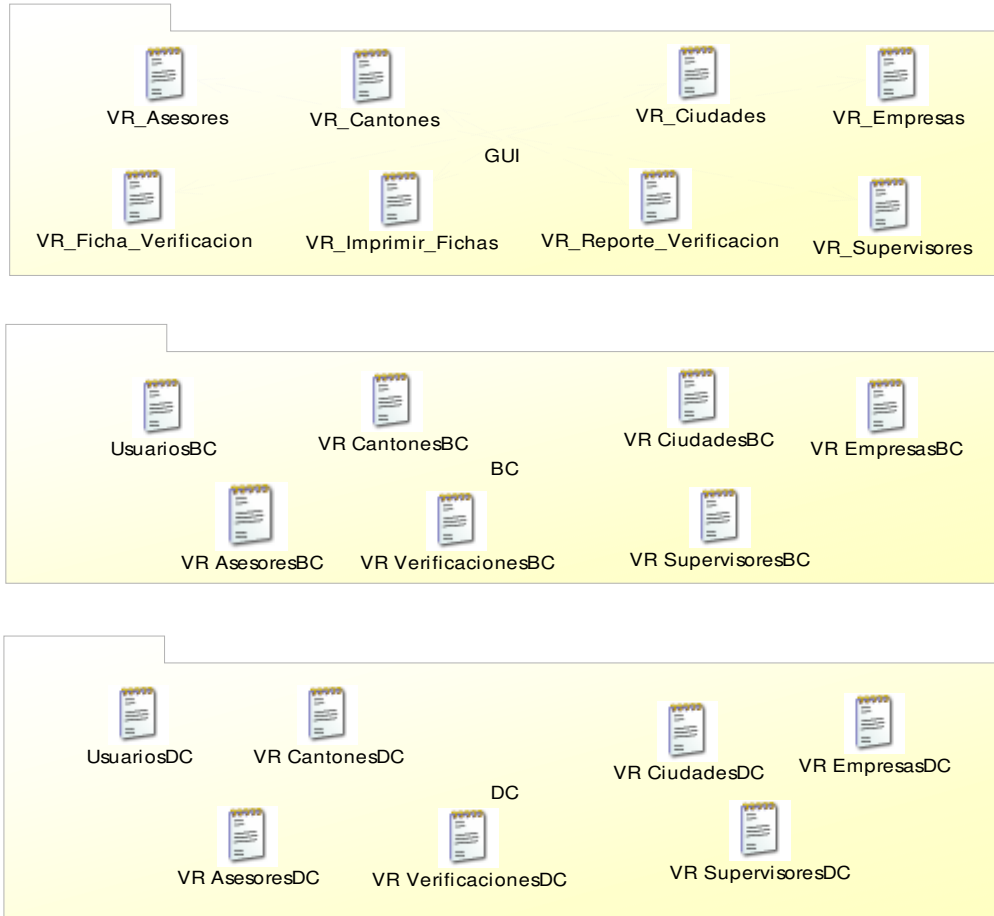 VR_Asesores
VR_Cantones
VR_Ciudades
VR_Empresas
GUI
VR_Ficha_Verificacion
VR_Imprimir_Fichas
VR_Reporte_Verificacion
VR_Supervisores
UsuariosBC
VR CantonesBC
VR CiudadesBC
VR EmpresasBC
BC
VR AsesoresBC
VR VerificacionesBC
VR SupervisoresBC
UsuariosDC
VR CantonesDC
VR CiudadesDC
VR EmpresasDC
DC
VR AsesoresDC
VR VerificacionesDC
VR SupervisoresDC